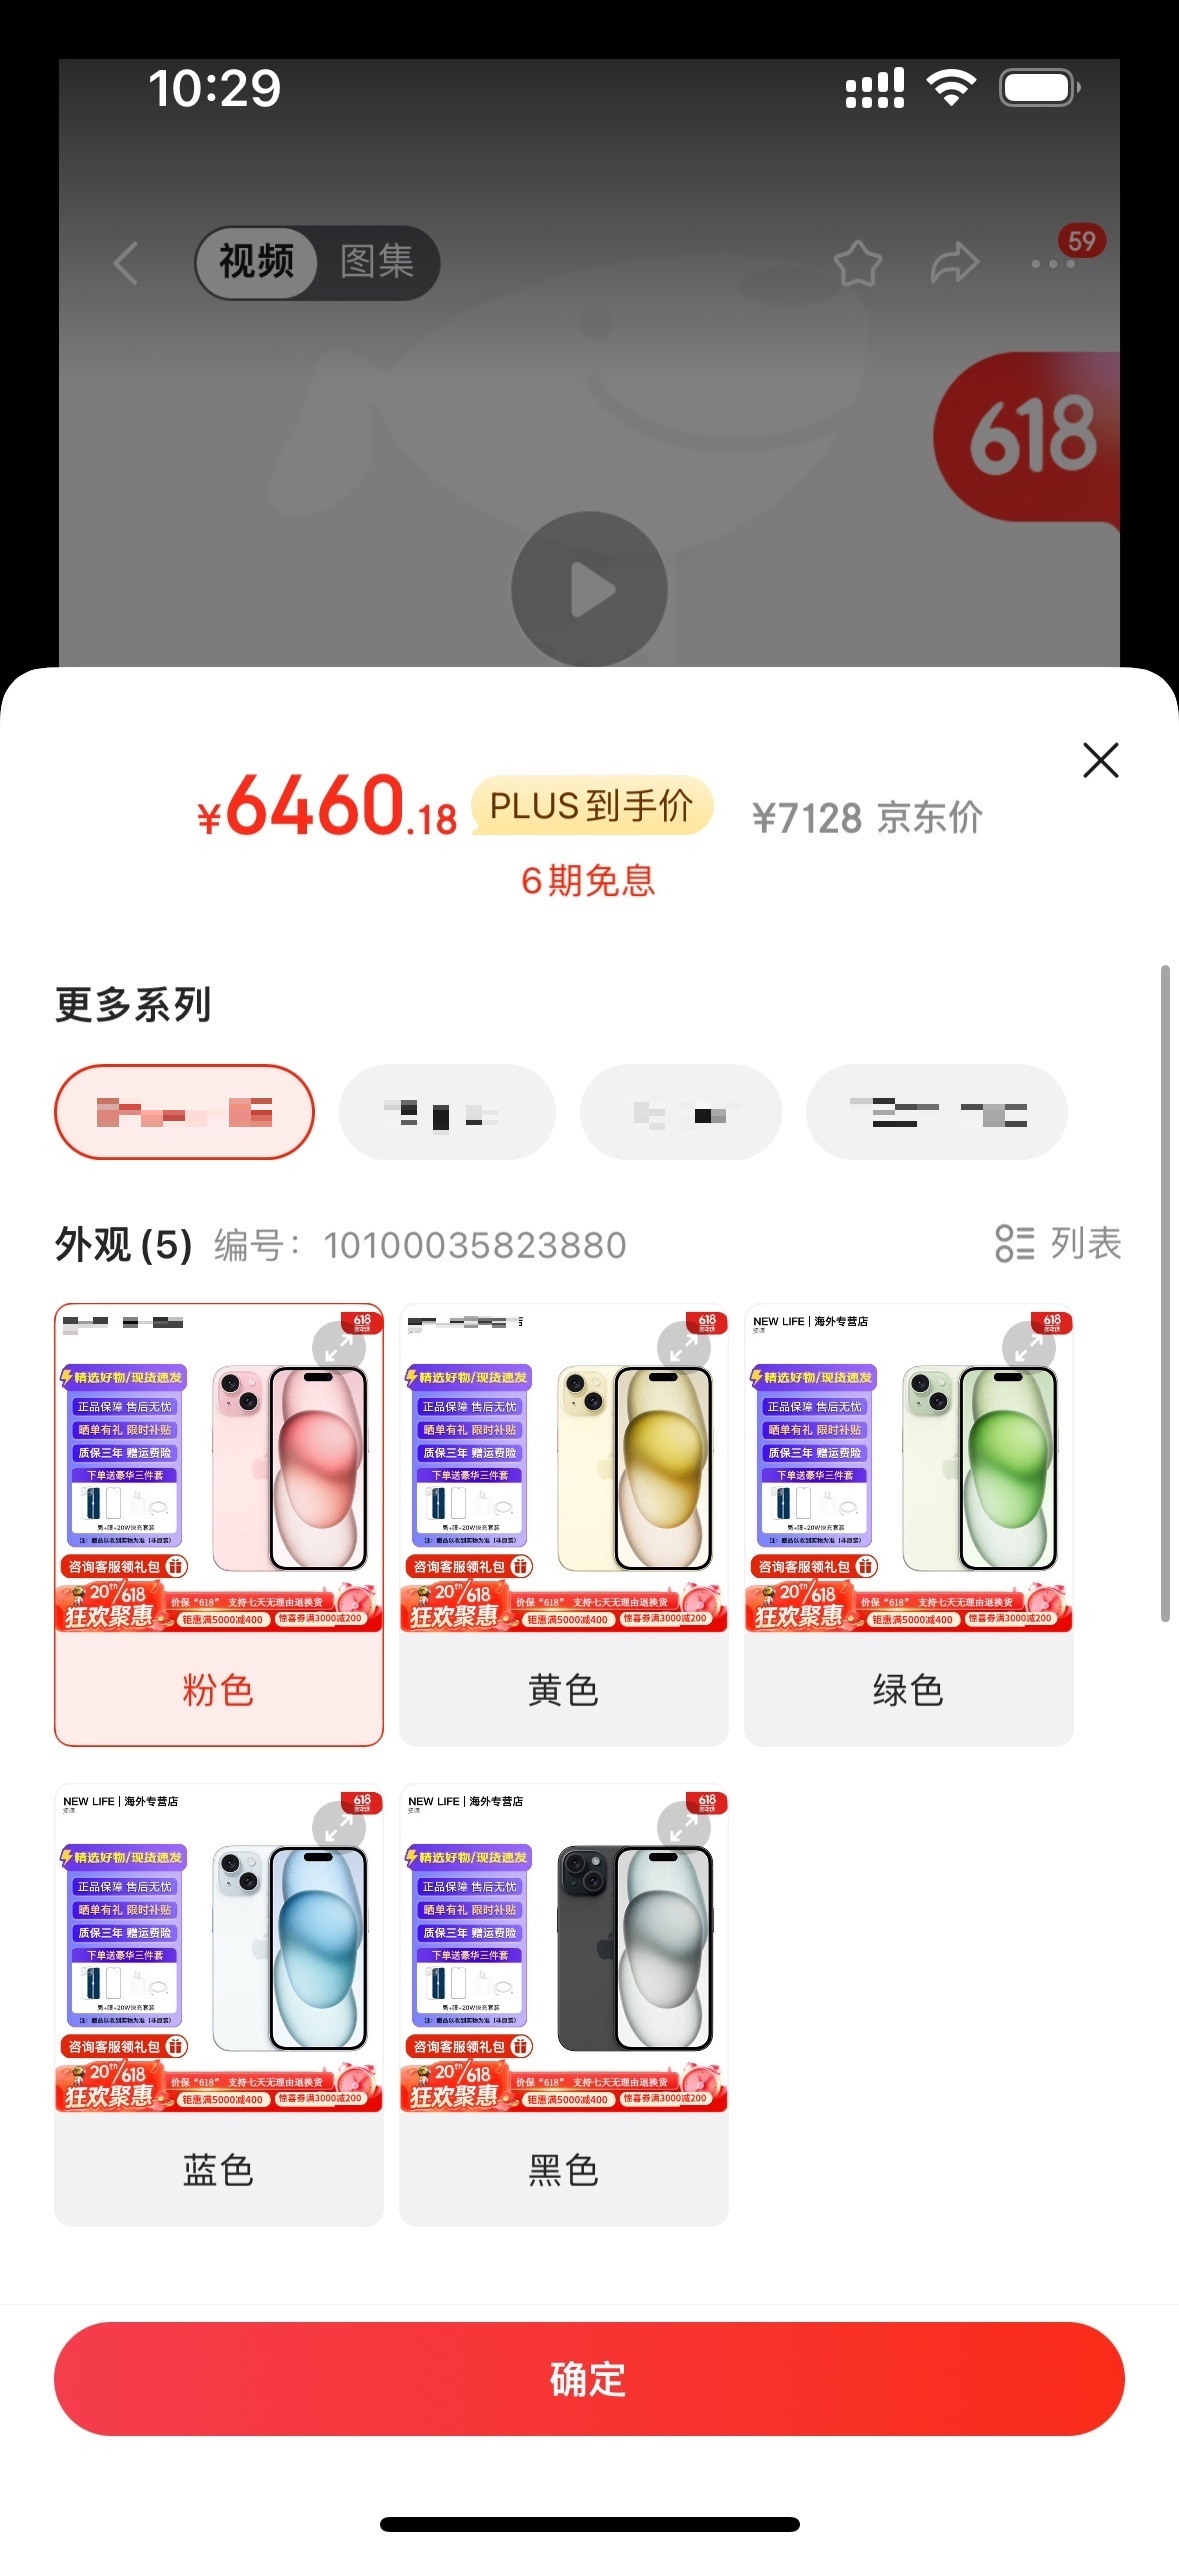 10:29
视频 图集
59
618
¥6460.18 PLUS到手价 ¥7128 京东价
6期免息
更多系列
外观(5) 编号：10100035823880 列表
618
精选好物/现货速发
正品保障 售后无忧
晒单有礼 限时补贴
质保三年 赠运费险
下单送豪华三件套
咨询客服领礼包
20th/618
狂欢聚惠
价保“618” 支持七天无理由退换货
钜惠满5000减400 惊喜券满3000减200
粉色
618
精选好物/现货速发
正品保障 售后无忧
晒单有礼 限时补贴
质保三年 赠运费险
下单送豪华三件套
咨询客服领礼包
20th/618
狂欢聚惠
价保“618” 支持七天无理由退换货
钜惠满5000减400 惊喜券满3000减200
黄色
NEW LIFE | 海外专营店
618
精选好物/现货速发
正品保障 售后无忧
晒单有礼 限时补贴
质保三年 赠运费险
下单送豪华三件套
咨询客服领礼包
20th/618
狂欢聚惠
价保“618” 支持七天无理由退换货
钜惠满5000减400 惊喜券满3000减200
绿色
NEW LIFE | 海外专营店
618
精选好物/现货速发
正品保障 售后无忧
晒单有礼 限时补贴
质保三年 赠运费险
下单送豪华三件套
咨询客服领礼包
20th/618
狂欢聚惠
价保“618” 支持七天无理由退换货
钜惠满5000减400 惊喜券满3000减200
蓝色
NEW LIFE | 海外专营店
618
精选好物/现货速发
正品保障 售后无忧
晒单有礼 限时补贴
质保三年 赠运费险
下单送豪华三件套
咨询客服领礼包
20th/618
狂欢聚惠
价保“618” 支持七天无理由退换货
钜惠满5000减400 惊喜券满3000减200
黑色
确定